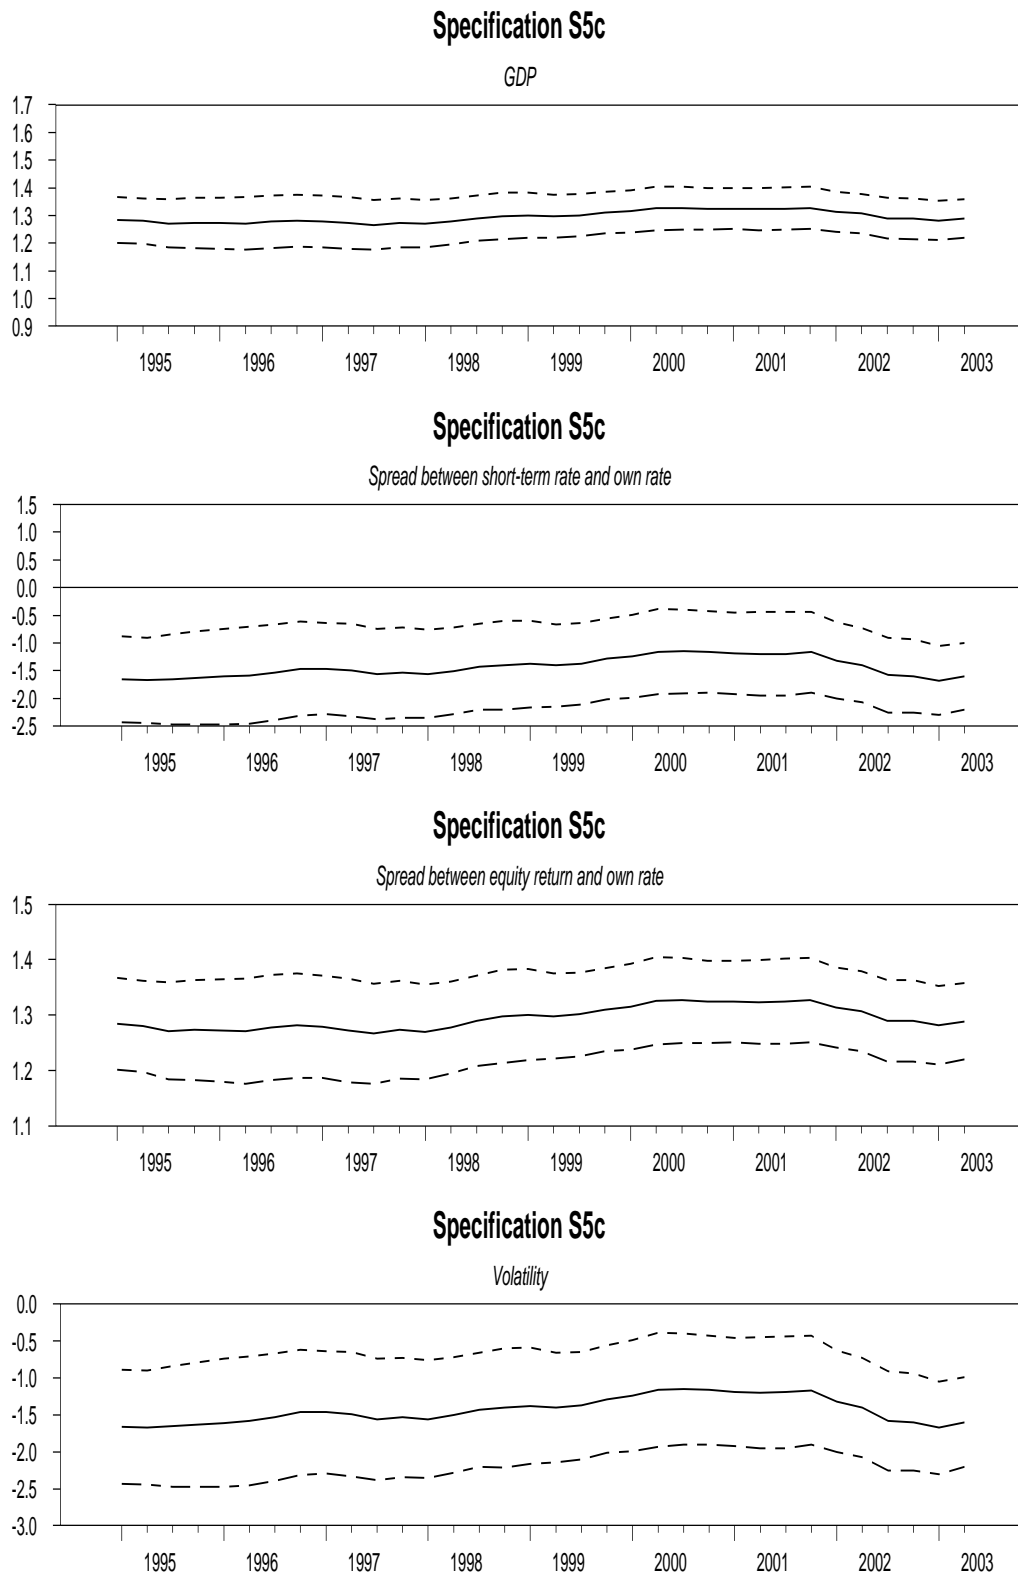 Specification S5c
GDP
1.7
1.6
1.5
1.4
1.3
1.2
1.1
1.0
0.9
1995 1996 1997 1998 1999 2000 2001 2002 2003
Specification S5c
Spread between short-term rate and own rate
1.5
1.0
0.5
0.0
-0.5
-1.0
-1.5
-2.0
-2.5
1995 1996 1997 1998 1999 2000 2001 2002 2003
Specification S5c
Spread between equity return and own rate
1.5
1.4
1.3
1.2
1.1
1995 1996 1997 1998 1999 2000 2001 2002 2003
Specification S5c
Volatility
0.0
-0.5
-1.0
-1.5
-2.0
-2.5
-3.0
1995 1996 1997 1998 1999 2000 2001 2002 2003